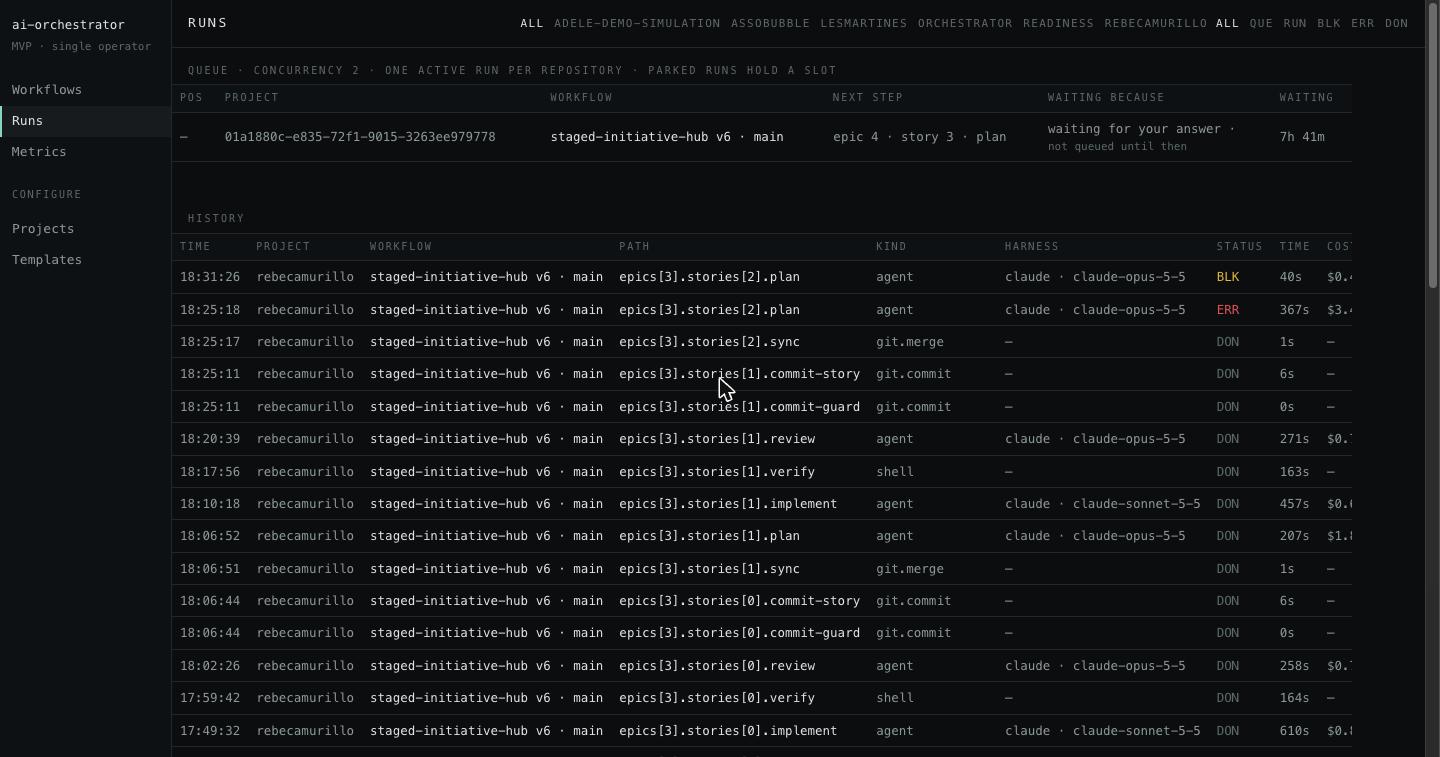 ai-orchestrator
MVP · single operator
Workflows
Runs
Metrics
CONFIGURE
Projects
Templates
RUNS
ALL ADELE-DEMO-SIMULATION ASSOBUBBLE LESMARTINES ORCHESTRATOR READINESS REBECAMURILLO ALL QUE RUN BLK ERR DON
QUEUE · CONCURRENCY 2 · ONE ACTIVE RUN PER REPOSITORY · PARKED RUNS HOLD A SLOT
POS PROJECT WORKFLOW NEXT STEP WAITING BECAUSE WAITING
— 01a1880c-e835-72f1-9015-3263ee979778 staged-initiative-hub v6 · main epic 4 · story 3 · plan waiting for your answer · 7h 41m
not queued until then
HISTORY
TIME PROJECT WORKFLOW PATH KIND HARNESS STATUS TIME
18:31:26 rebecamurillo staged-initiative-hub v6 · main epics[3].stories[2].plan agent claude · claude-opus-5-5 BLK 40s
18:25:18 rebecamurillo staged-initiative-hub v6 · main epics[3].stories[2].plan agent claude · claude-opus-5-5 ERR 367s
18:25:17 rebecamurillo staged-initiative-hub v6 · main epics[3].stories[2].sync git.merge — DON 1s —
18:25:11 rebecamurillo staged-initiative-hub v6 · main epics[3].stories[1].commit-story git.commit — DON 6s —
18:25:11 rebecamurillo staged-initiative-hub v6 · main epics[3].stories[1].commit-guard git.commit — DON 0s —
18:20:39 rebecamurillo staged-initiative-hub v6 · main epics[3].stories[1].review agent claude · claude-opus-5-5 DON 271s
18:17:56 rebecamurillo staged-initiative-hub v6 · main epics[3].stories[1].verify shell — DON 163s —
18:10:18 rebecamurillo staged-initiative-hub v6 · main epics[3].stories[1].implement agent claude · claude-sonnet-5-5 DON 457s
18:06:52 rebecamurillo staged-initiative-hub v6 · main epics[3].stories[1].plan agent claude · claude-opus-5-5 DON 207s
18:06:51 rebecamurillo staged-initiative-hub v6 · main epics[3].stories[1].sync git.merge — DON 1s —
18:06:44 rebecamurillo staged-initiative-hub v6 · main epics[3].stories[0].commit-story git.commit — DON 6s —
18:06:44 rebecamurillo staged-initiative-hub v6 · main epics[3].stories[0].commit-guard git.commit — DON 0s —
18:02:26 rebecamurillo staged-initiative-hub v6 · main epics[3].stories[0].review agent claude · claude-opus-5-5 DON 258s
17:59:42 rebecamurillo staged-initiative-hub v6 · main epics[3].stories[0].verify shell — DON 164s —
17:49:32 rebecamurillo staged-initiative-hub v6 · main epics[3].stories[0].implement agent claude · claude-sonnet-5-5 DON 610s